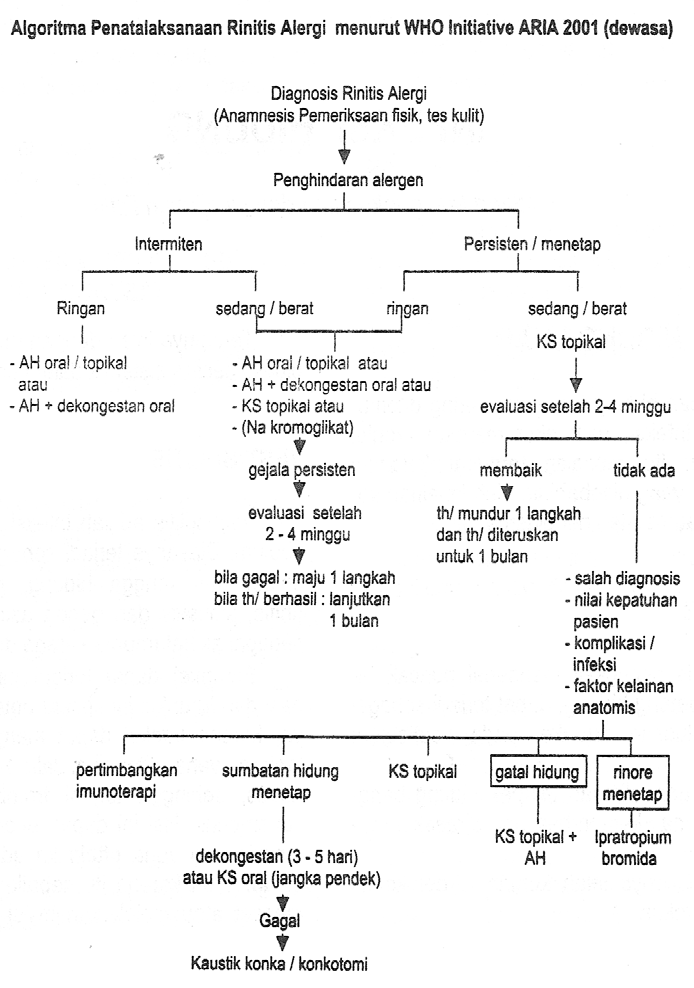 Algoritma Penatalaksanaan Rinitis Alergi menurut WHO Initiative ARIA 2001 (dewasa)
Diagnosis Rinitis Alergi
(Anamnesis Pemeriksaan fisik, tes kulit)
Penghindaran alergen
Intermiten
Persisten / menetap
Ringan
sedang / berat
ringan
sedang / berat
- AH oral / topikal
atau
- AH + dekongestan oral
- AH oral / topikal atau
- AH + dekongestan oral atau
- KS topikal atau
- (Na kromoglikat)
gejala persisten
evaluasi setelah
2 - 4 minggu
bila gagal : maju 1 langkah
bila th/ berhasil : lanjutkan
1 bulan
KS topikal
evaluasi setelah 2-4 minggu
membaik
tidak ada
th/ mundur 1 langkah
dan th/ diteruskan
untuk 1 bulan
- salah diagnosis
- nilai kepatuhan
pasien
- komplikasi /
infeksi
- faktor kelainan
anatomis
pertimbangkan
imunoterapi
sumbatan hidung
menetap
KS topikal
gatal hidung
rinore
menetap
dekongestan (3 - 5 hari)
atau KS oral (jangka pendek)
Gagal
Kaustik konka / konkotomi
KS topikal +
AH
Ipratropium
bromida